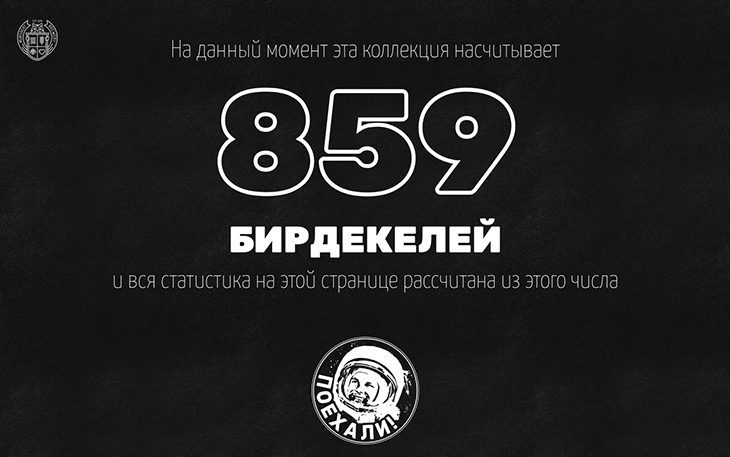 На данный момент эта коллекция насчитывает
859
БИРДЕКЕЛЕЙ
и вся статистика на этой странице рассчитана из этого числа
ПОЕХАЛИ!